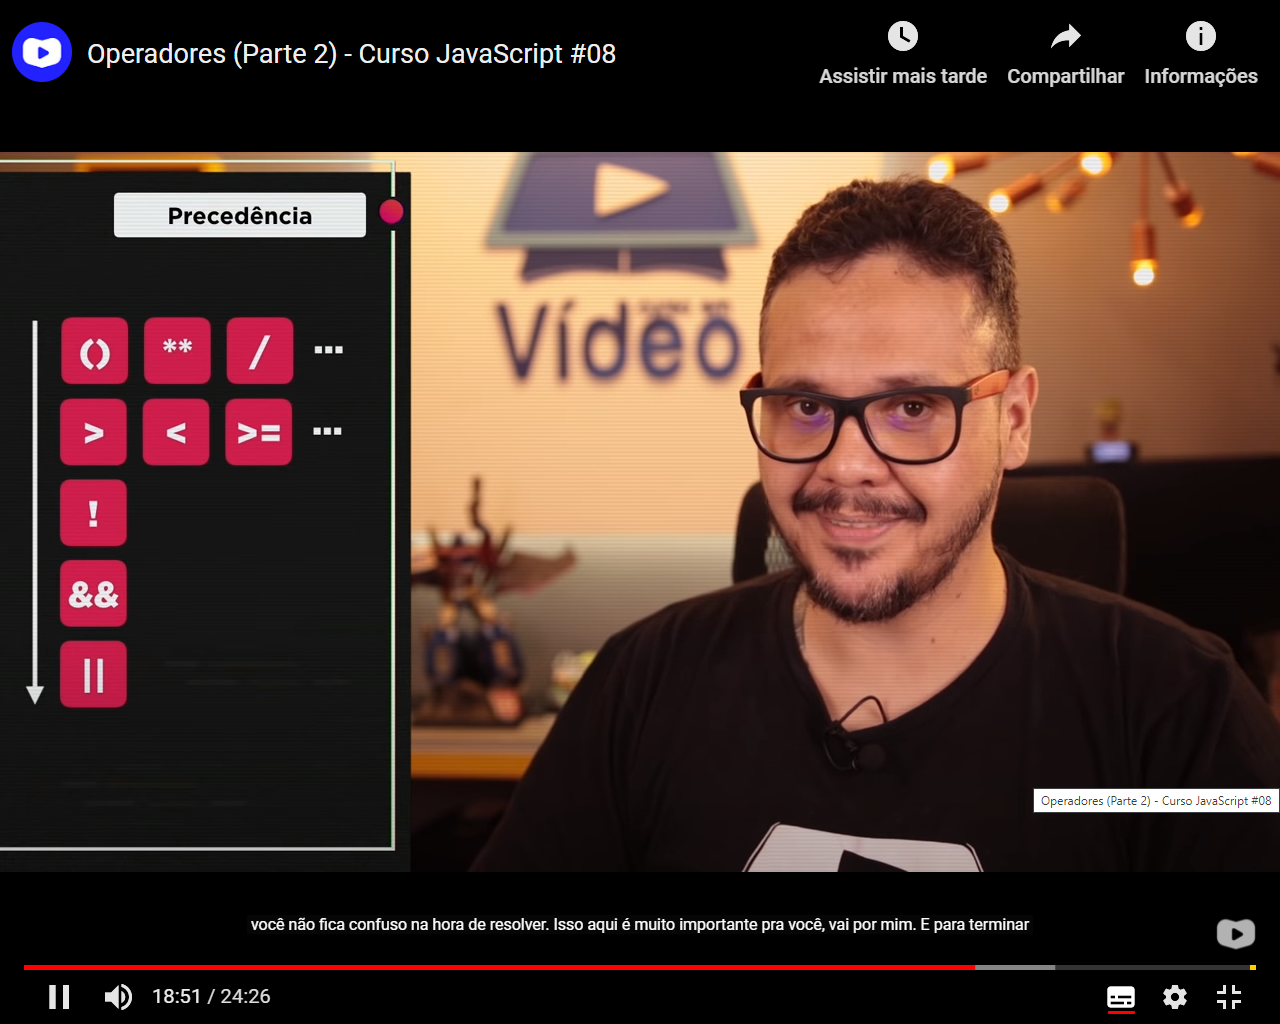 Operadores (Parte 2) - Curso JavaScript #08
Assistir mais tarde
Compartilhar
Informações
Precedência
() ** / ...
> < >= ...
!
&&
||
Vídeo
Operadores (Parte 2) - Curso JavaScript #08
você não fica confuso na hora de resolver. Isso aqui é muito importante pra você, vai por mim. E para terminar
18:51 / 24:26